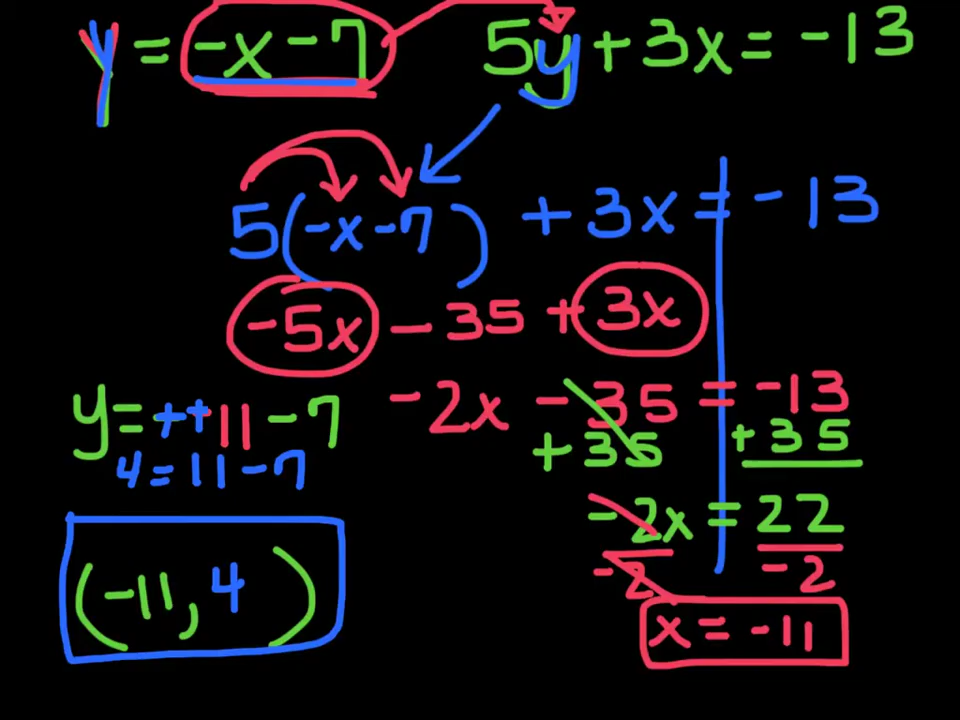 y = -x - 7
5y + 3x = -13
5(-x - 7) + 3x = -13
-5x - 35 + 3x
-2x - 35 = -13
+35 +35
-2x = 22
-2 -2
x = -11
y = ++11 - 7
4 = 11 - 7
(-11, 4)